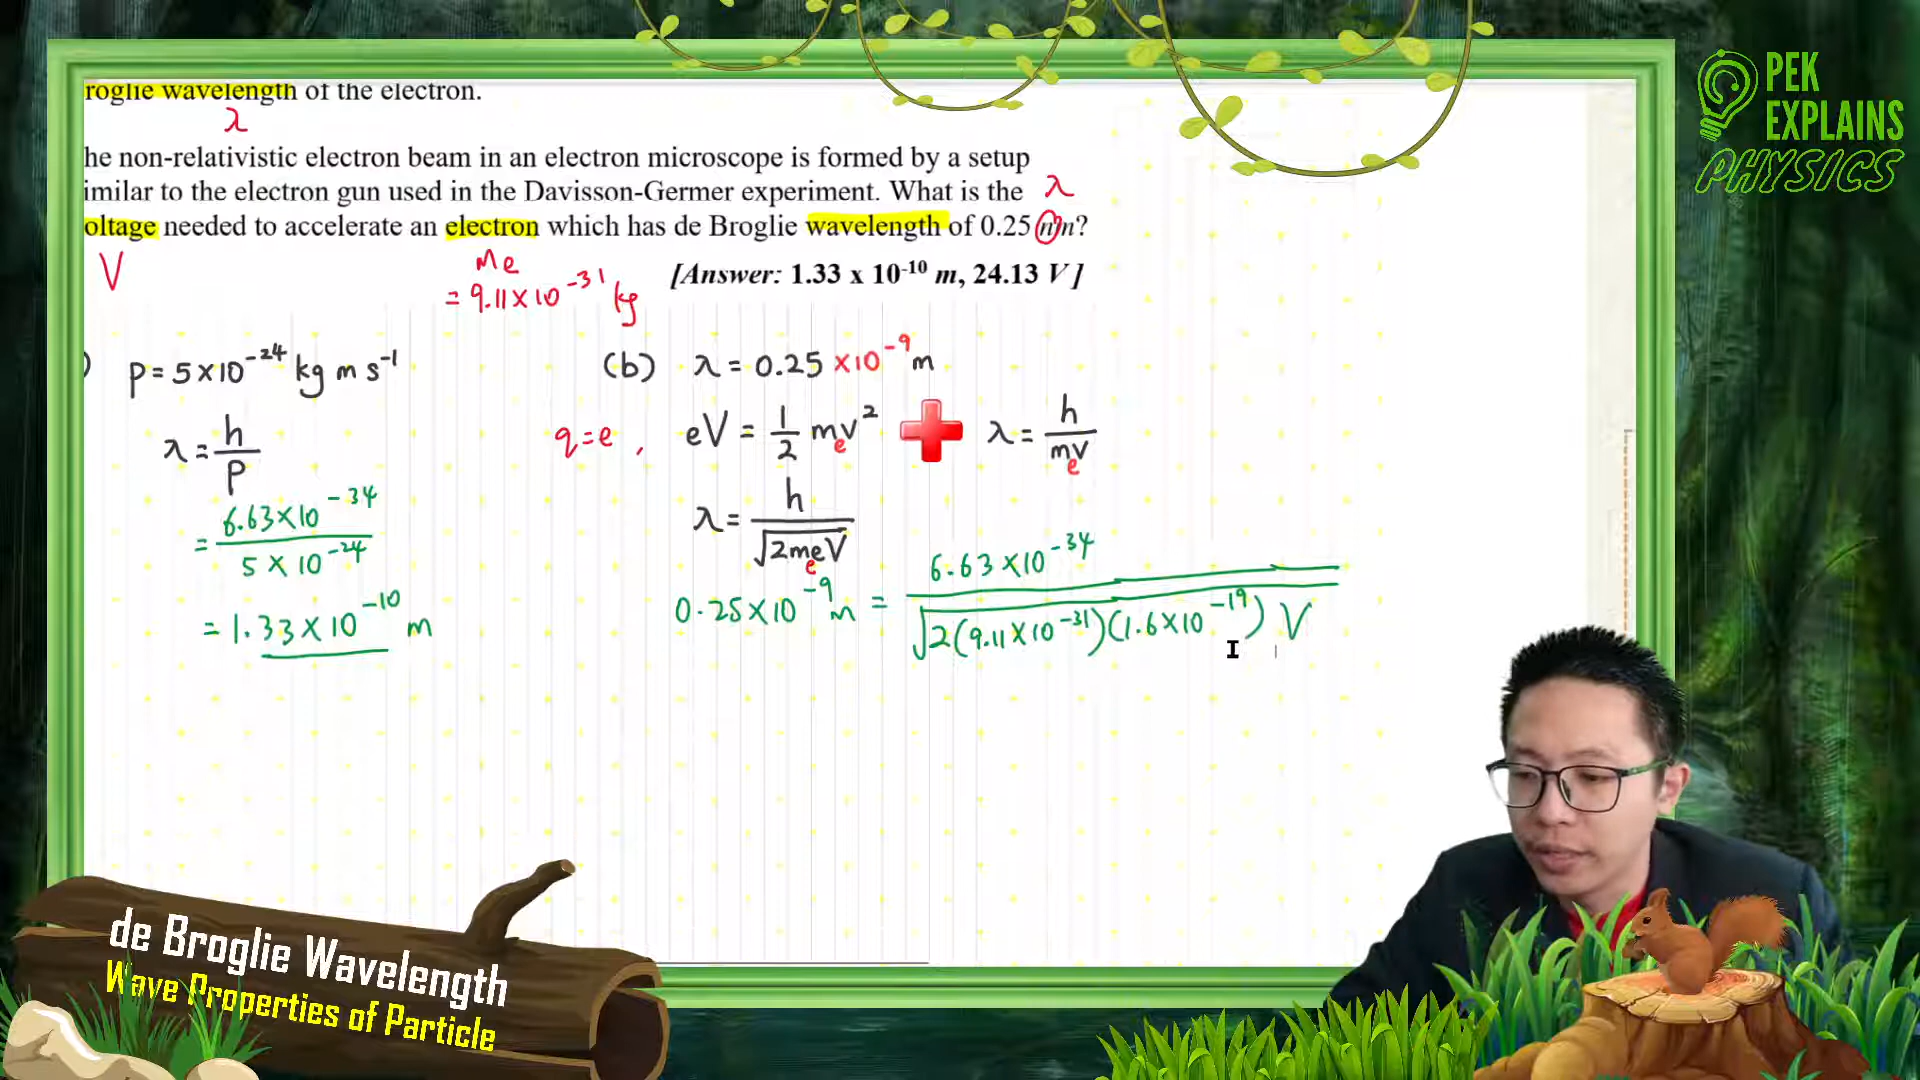 roglie wavelength of the electron.
λ
he non-relativistic electron beam in an electron microscope is formed by a setup
imilar to the electron gun used in the Davisson-Germer experiment. What is the λ
oltage needed to accelerate an electron which has de Broglie wavelength of 0.25 nm?
V
me
= 9.11×10⁻³¹ kg
[Answer: 1.33 x 10⁻¹⁰ m, 24.13 V]
) p = 5×10⁻²⁴ kg m s⁻¹
λ = h/p
= 6.63×10⁻³⁴ / 5×10⁻²⁴
= 1.33×10⁻¹⁰ m
(b) λ = 0.25 ×10⁻⁹ m
q=e , eV = 1/2 mₑv² + λ = h/mₑv
λ = h/√2mₑeV
0.25×10⁻⁹ m = 6.63×10⁻³⁴ / √2(9.11×10⁻³¹)(1.6×10⁻¹⁹) V
PEK
EXPLAINS
PHYSICS
de Broglie Wavelength
Wave Properties of Particle